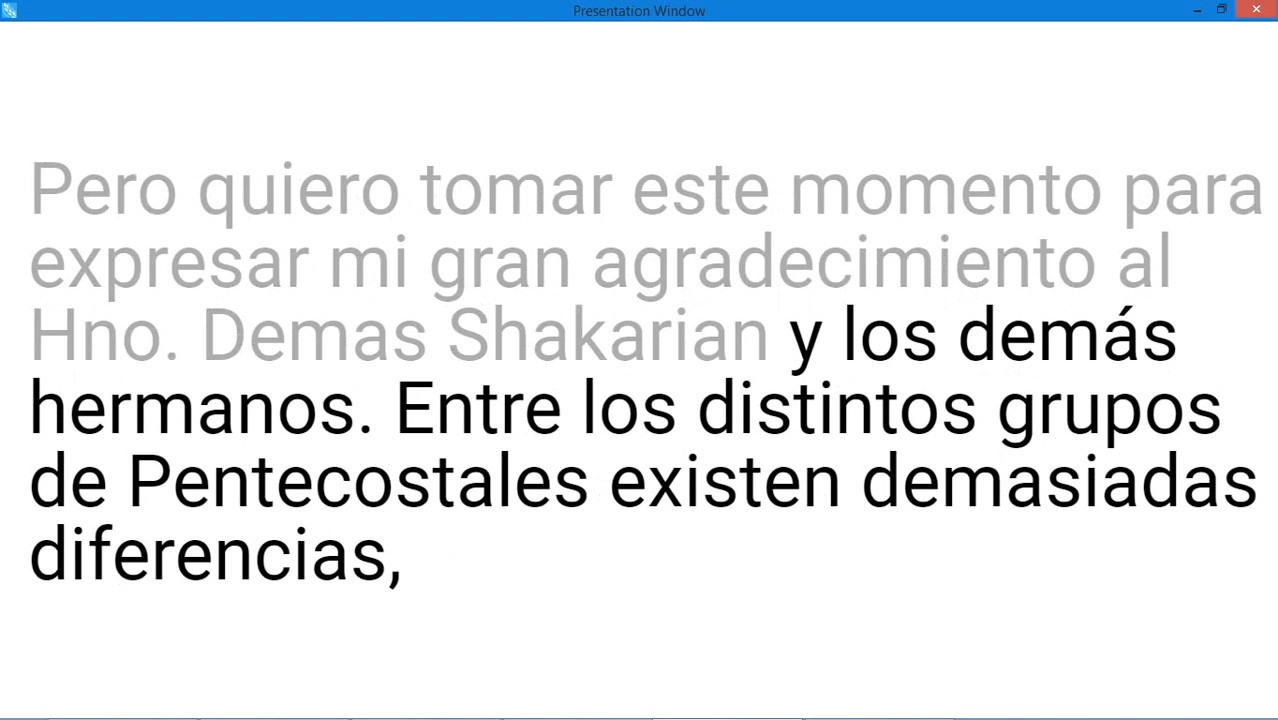 Presentation Window
Pero quiero tomar este momento para
expresar mi gran agradecimiento al
Hno. Demas Shakarian y los demás
hermanos. Entre los distintos grupos
de Pentecostales existen demasiadas
diferencias,